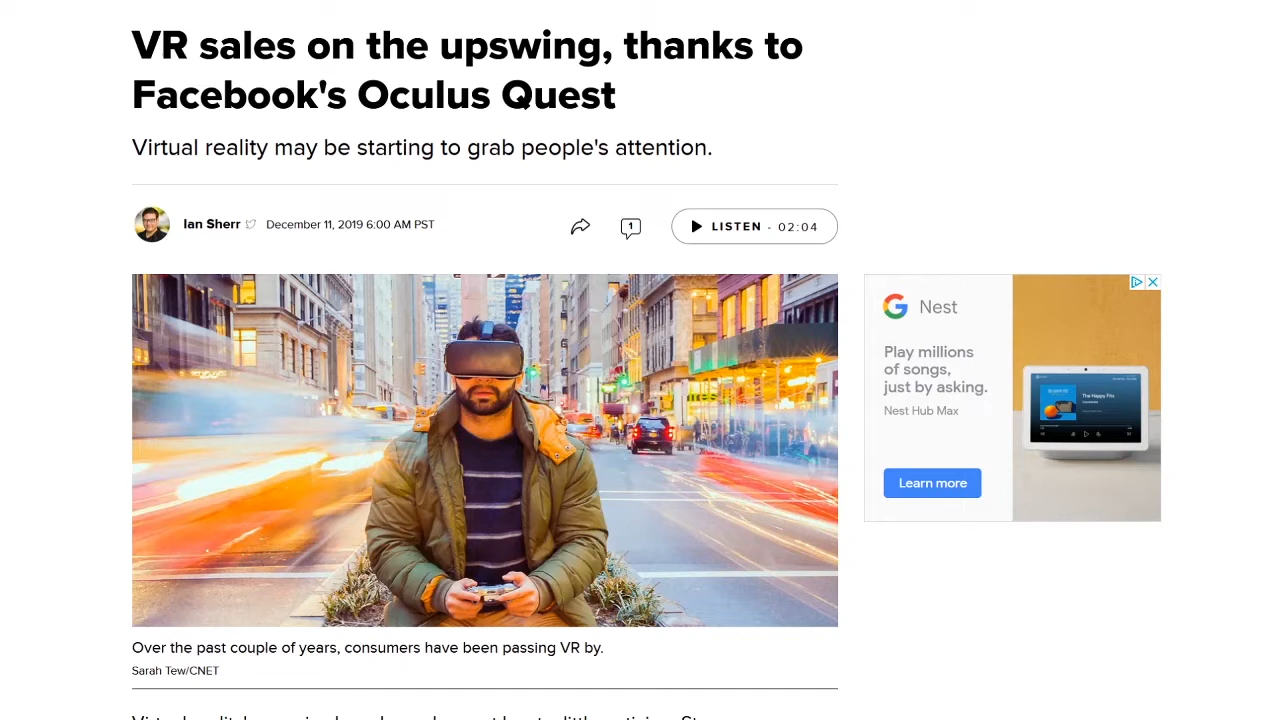 VR sales on the upswing, thanks to
Facebook's Oculus Quest
Virtual reality may be starting to grab people's attention.
Ian Sherr December 11, 2019 6:00 AM PST
1
LISTEN - 02:04
Nest
Play millions
of songs,
just by asking.
Nest Hub Max
The Happy Fits
Learn more
Over the past couple of years, consumers have been passing VR by.
Sarah Tew/CNET